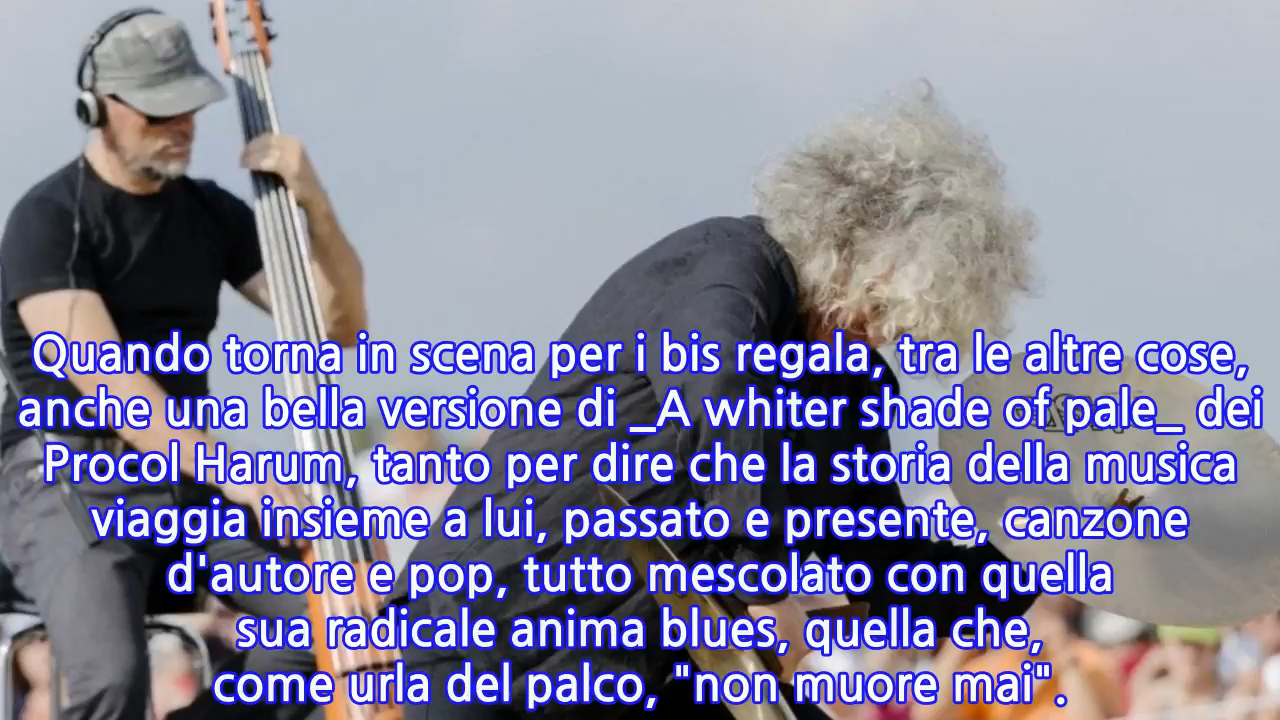 Quando torna in scena per i bis regala, tra le altre cose,
anche una bella versione di _A whiter shade of pale_ dei
Procol Harum, tanto per dire che la storia della musica
viaggia insieme a lui, passato e presente, canzone
d'autore e pop, tutto mescolato con quella
sua radicale anima blues, quella che,
come urla del palco, "non muore mai".